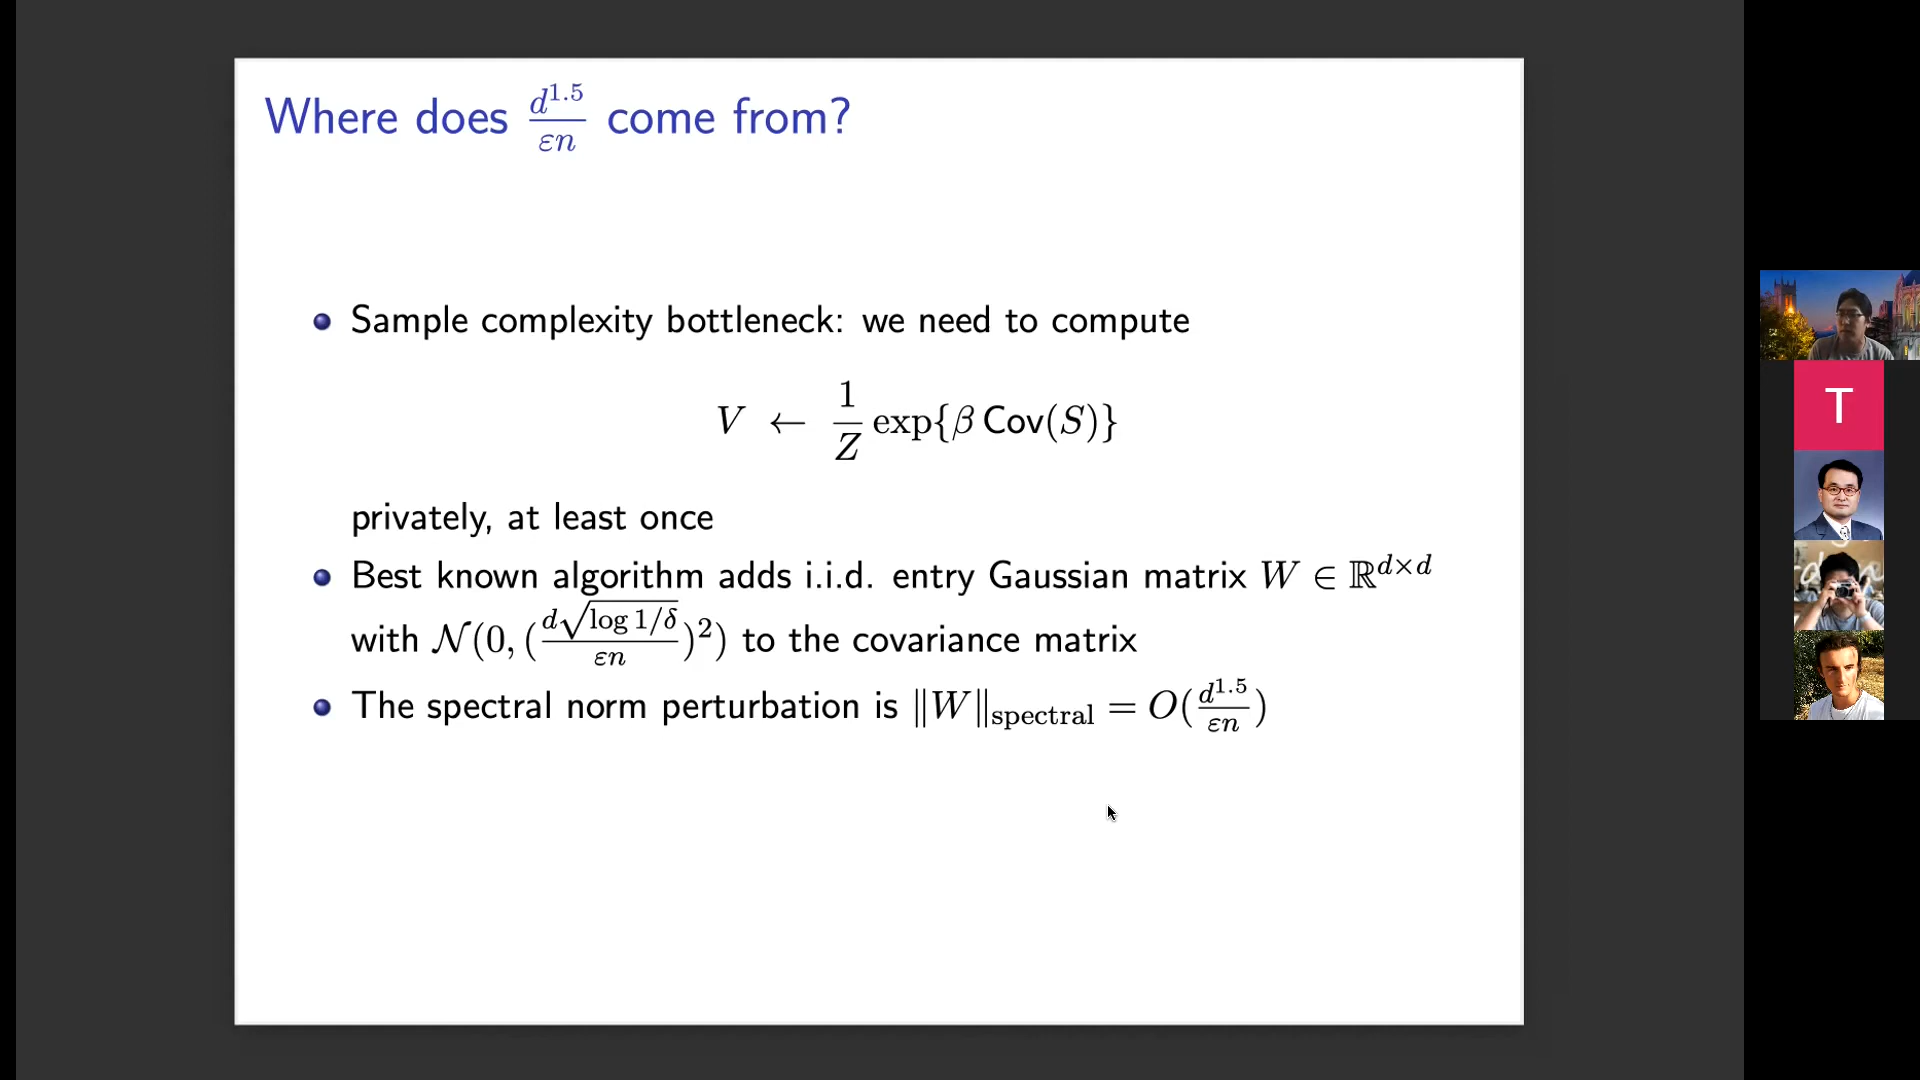 Where does d^1.5/εn come from?
Sample complexity bottleneck: we need to compute
V ← 1/Z exp{β Cov(S)}
privately, at least once
Best known algorithm adds i.i.d. entry Gaussian matrix W ∈ ℝ^{d×d}
with 𝒩(0, (d√log 1/δ/εn)^2) to the covariance matrix
The spectral norm perturbation is ‖W‖_spectral = O(d^1.5/εn)
T